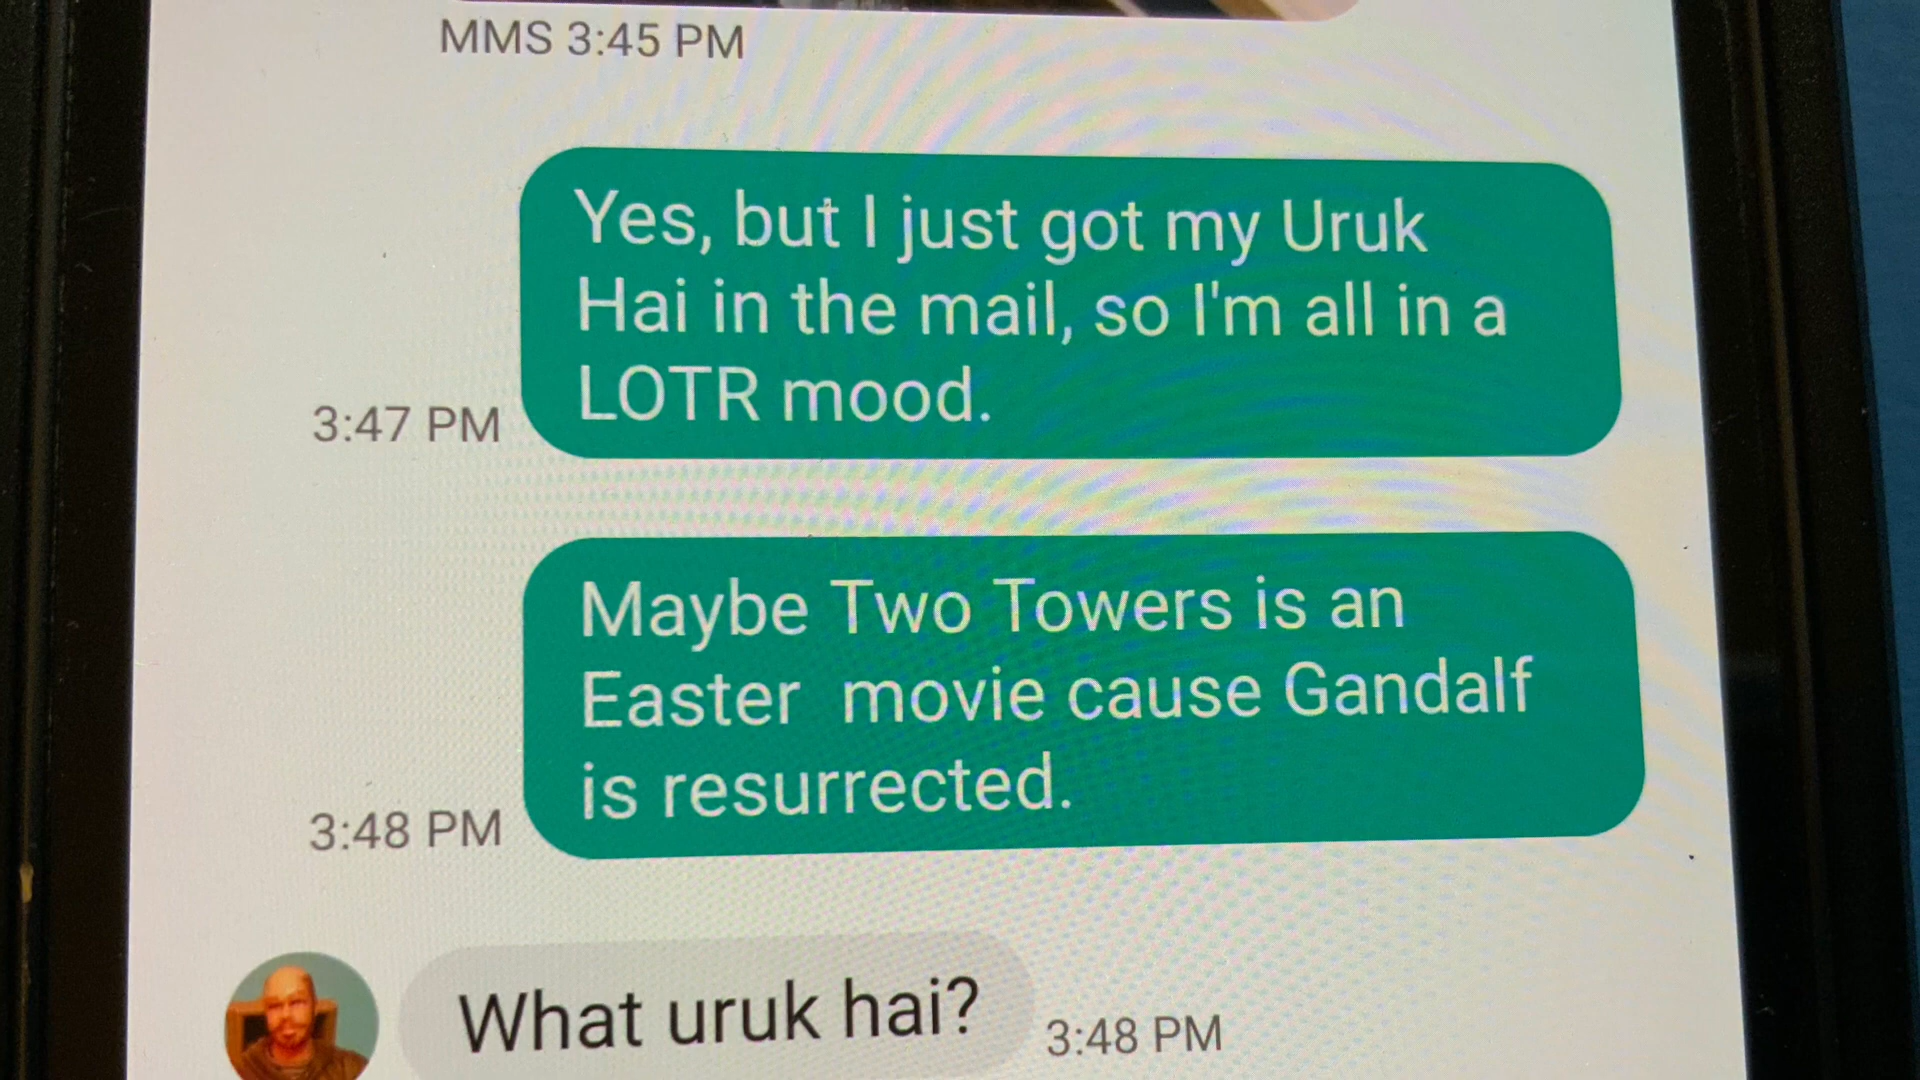 MMS 3:45 PM
Yes, but I just got my Uruk
Hai in the mail, so I'm all in a
LOTR mood.
3:47 PM
Maybe Two Towers is an
Easter  movie cause Gandalf
is resurrected.
3:48 PM
What uruk hai?
3:48 PM